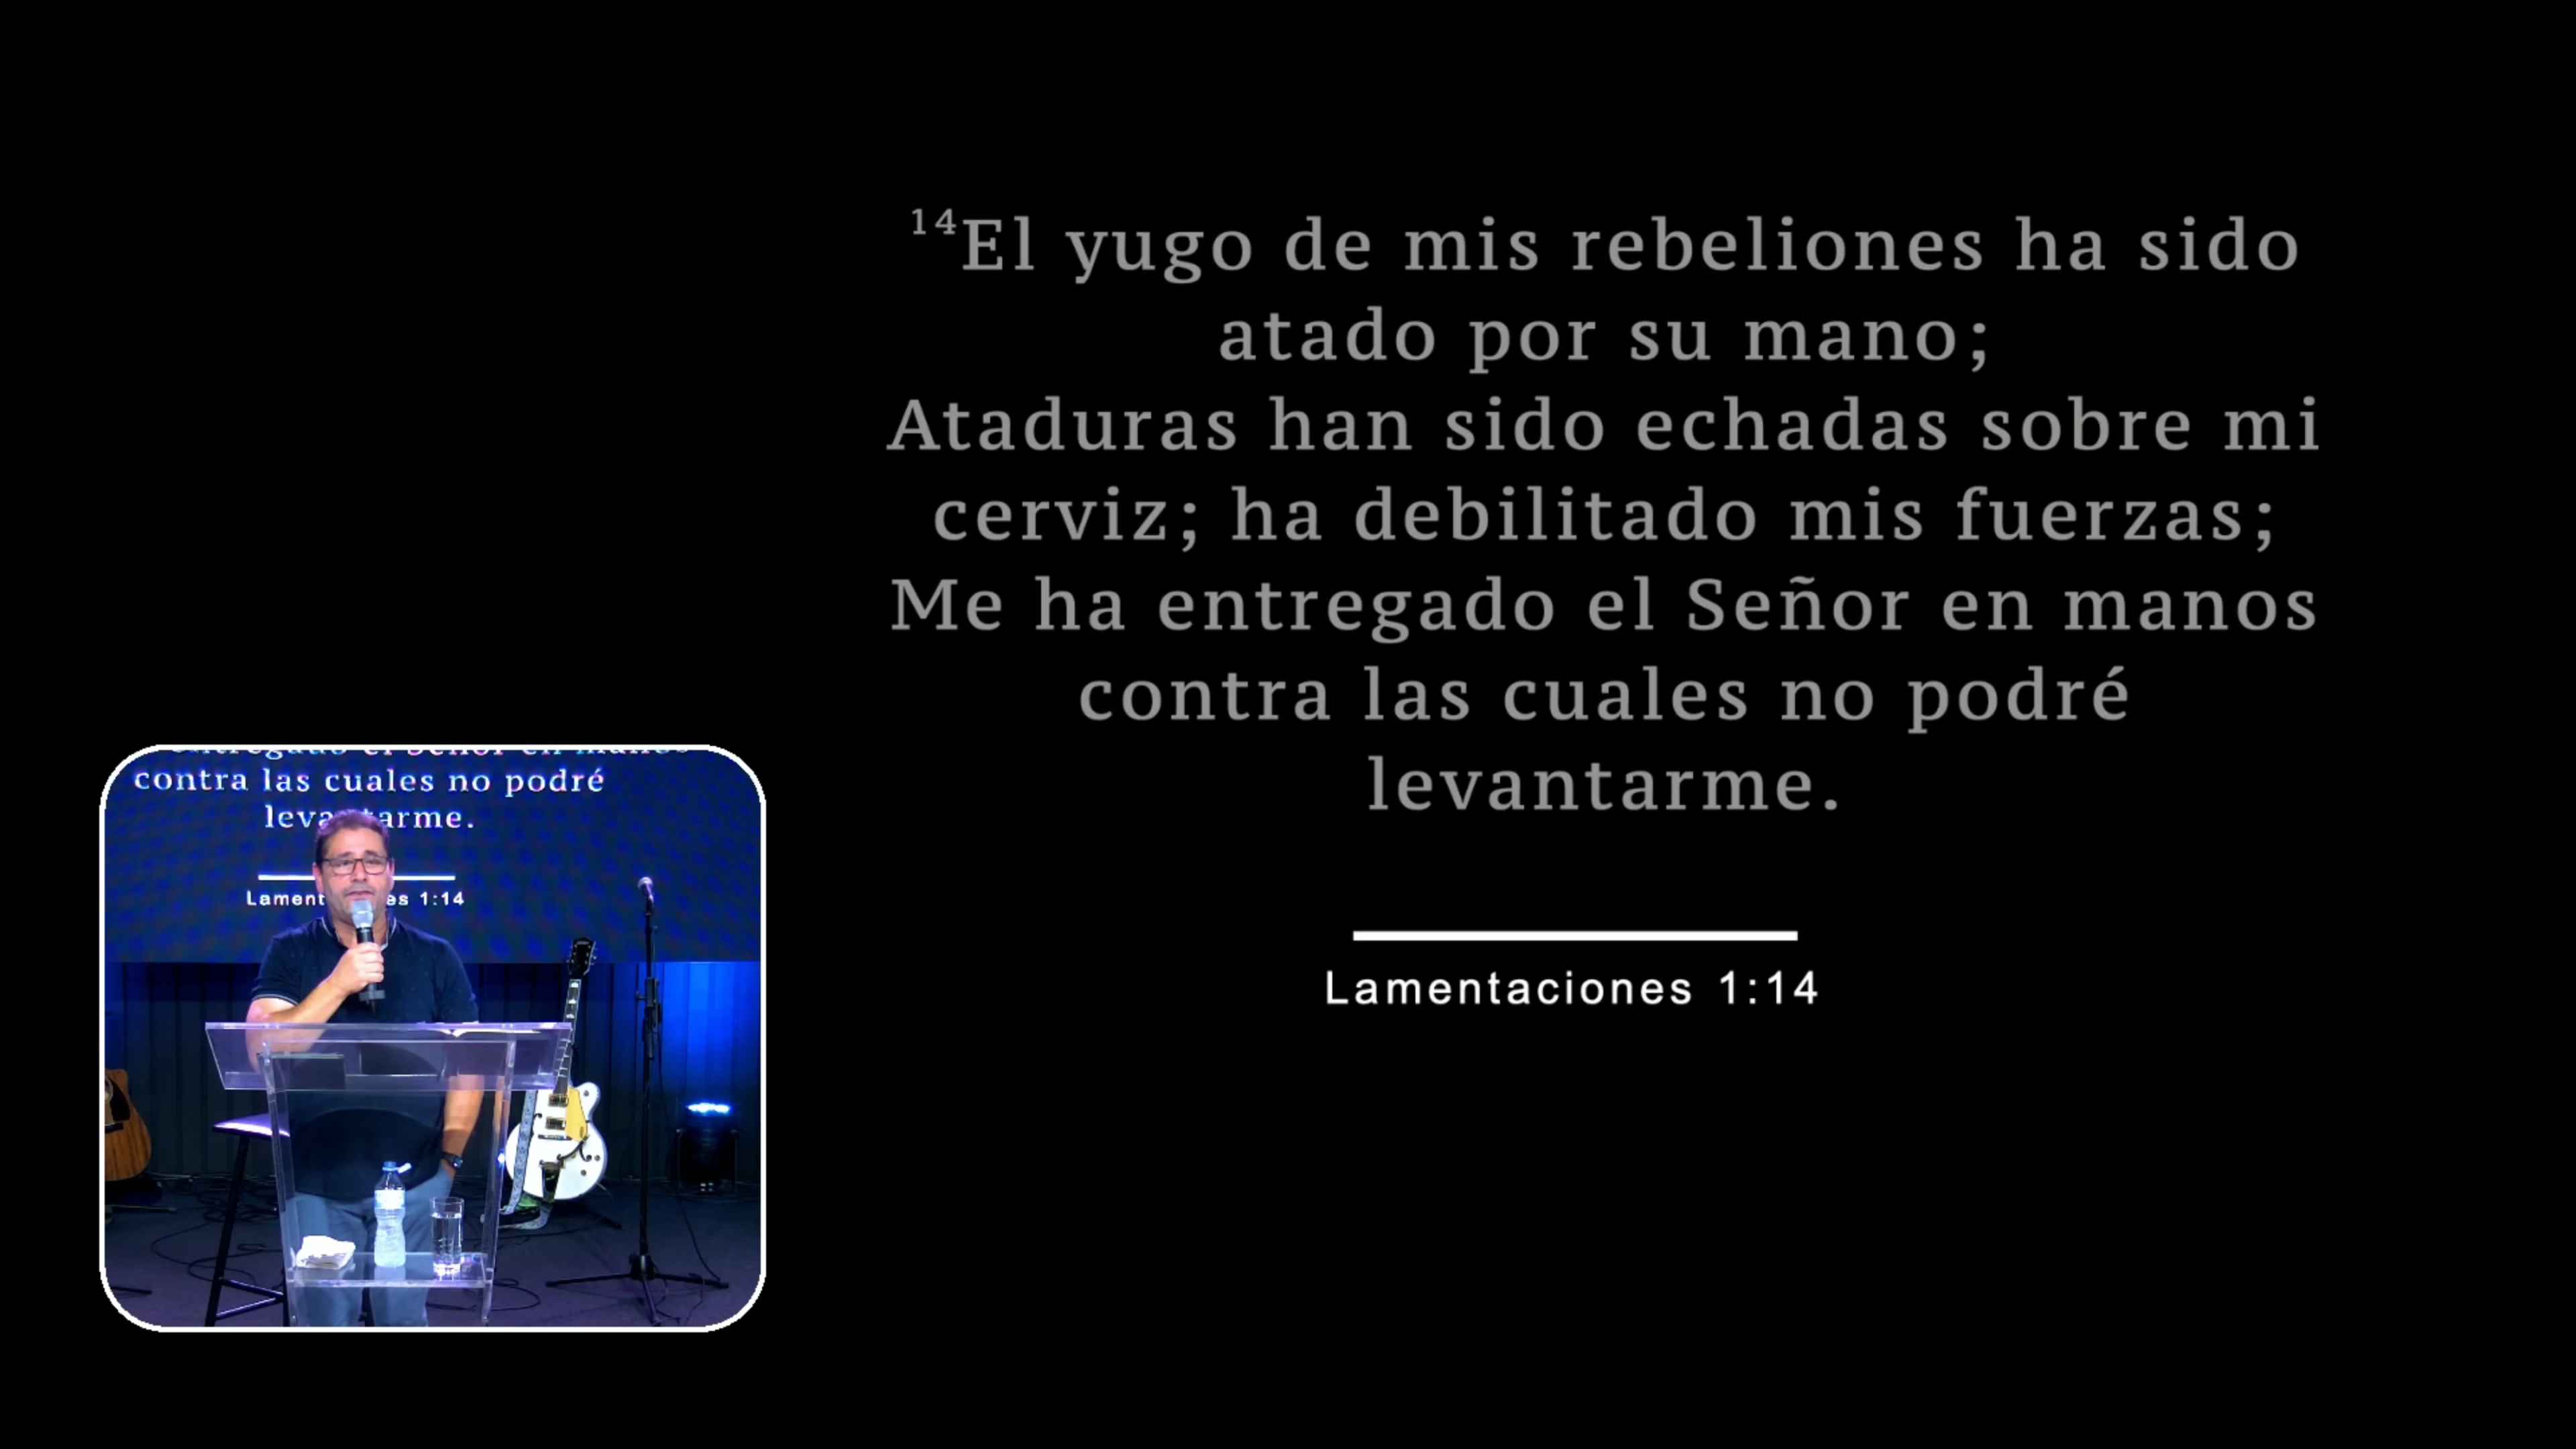 14El yugo de mis rebeliones ha sido
atado por su mano;
Ataduras han sido echadas sobre mi
cerviz; ha debilitado mis fuerzas;
Me ha entregado el Señor en manos
contra las cuales no podré
levantarme.
Lamentaciones 1:14
contra las cuales no podré